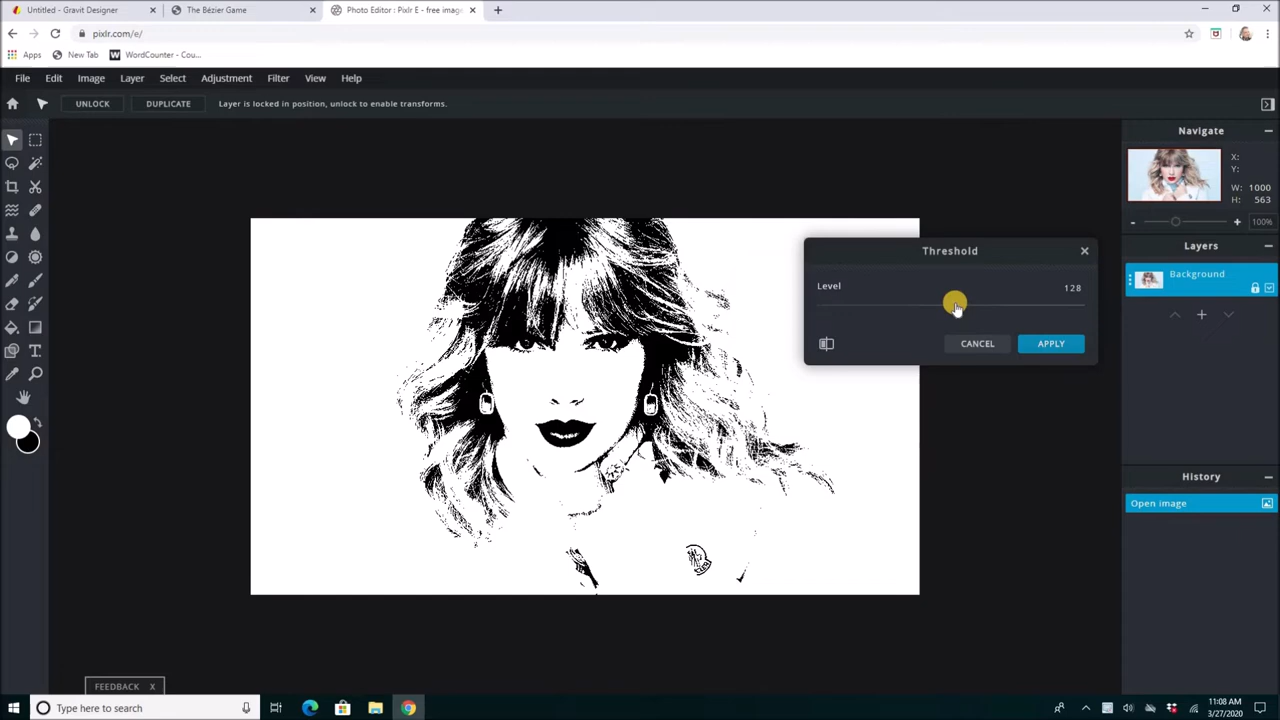 Untitled - Gravit Designer
The Bézier Game
Photo Editor : Pixlr E - free imag
pixlr.com/e/
Apps
New Tab
WordCounter - Cou...
File Edit Image Layer Select Adjustment Filter View Help
UNLOCK
DUPLICATE
Layer is locked in position, unlock to enable transforms.
Navigate
X:
Y:
W: 1000
H: 563
- + 100%
Threshold
Level 128
CANCEL
APPLY
Layers
Background
History
Open image
FEEDBACK X
Type here to search
11:08 AM
3/27/2020